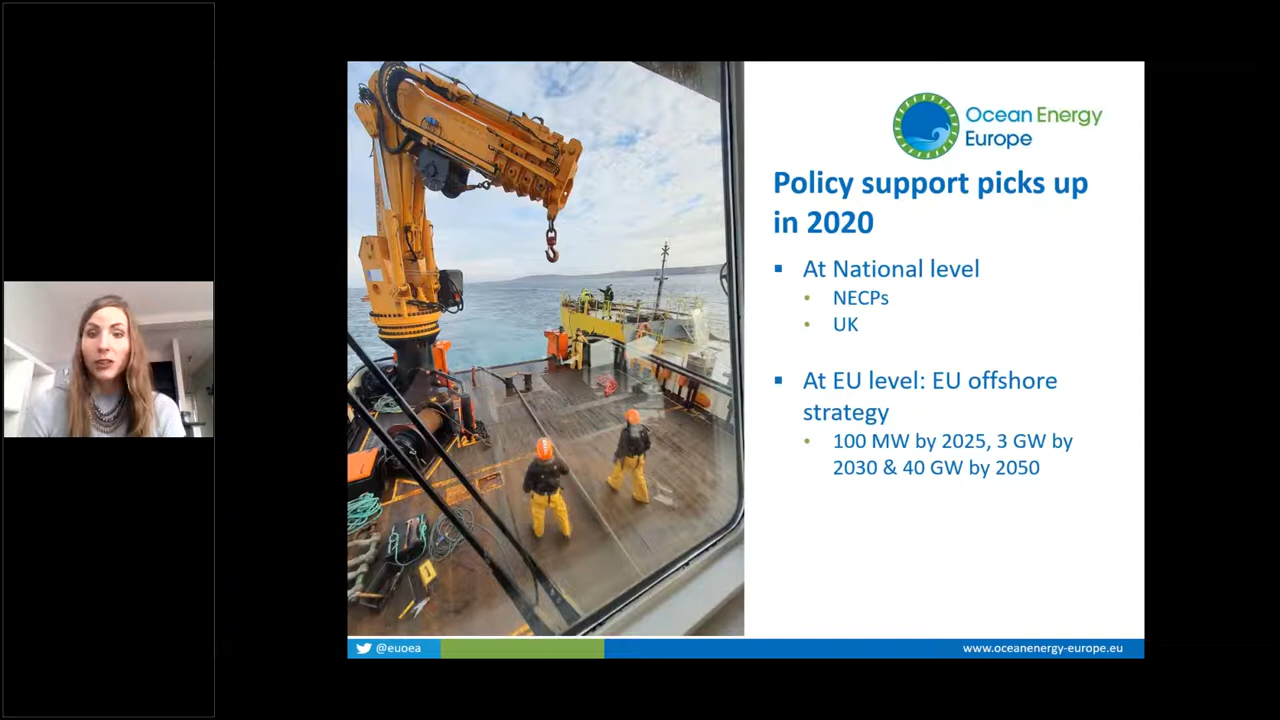 Ocean Energy
Europe
Policy support picks up
in 2020
▪ At National level
• NECPs
• UK
▪ At EU level: EU offshore
strategy
• 100 MW by 2025, 3 GW by
2030 & 40 GW by 2050
@euoea
www.oceanenergy-europe.eu